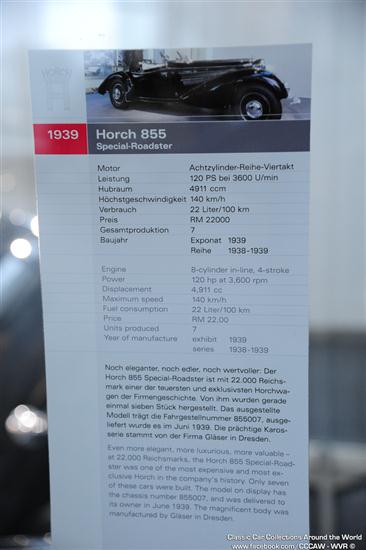 HORCH
1939 Horch 855
Special-Roadster
Motor Achtzylinder-Reihe-Viertakt
Leistung 120 PS bei 3600 U/min
Hubraum 4911 ccm
Höchstgeschwindigkeit 140 km/h
Verbrauch 22 Liter/100 km
Preis RM 22000
Gesamtproduktion 7
Baujahr Exponat 1939
Reihe 1938-1939
Engine 8-cylinder in-line, 4-stroke
Power 120 hp at 3,600 rpm
Displacement 4,911 cc
Maximum speed 140 km/h
Fuel consumption 22 Liter/100 km
Price RM 22.00
Units produced 7
Year of manufacture exhibit 1939
series 1938-1939
Noch eleganter, noch edler, noch wertvoller: Der
Horch 855 Special-Roadster ist mit 22.000 Reichs-
mark einer der teuersten und exklusivsten Horchwa-
gen der Firmengeschichte. Von ihm wurden gerade
einmal sieben Stück hergestellt. Das ausgestellte
Modell trägt die Fahrgestellnummer 855007, ausge-
liefert wurde es im Juni 1939. Die prächtige Karos-
serie stammt von der Firma Gläser in Dresden.
Even more elegant, more luxurious, more valuable –
at 22,000 Reichsmarks, the Horch 855 Special-Road-
ster was one of the most expensive and most ex-
clusive Horch in the company's history. Only seven
of these cars were built. The model on display has
the chassis number 855007, and was delivered to
its owner in June 1939. The magnificent body was
manufactured by Gläser in Dresden.
Classic Car Collections Around the World
www.facebook.com/CCCAW - WVR ©